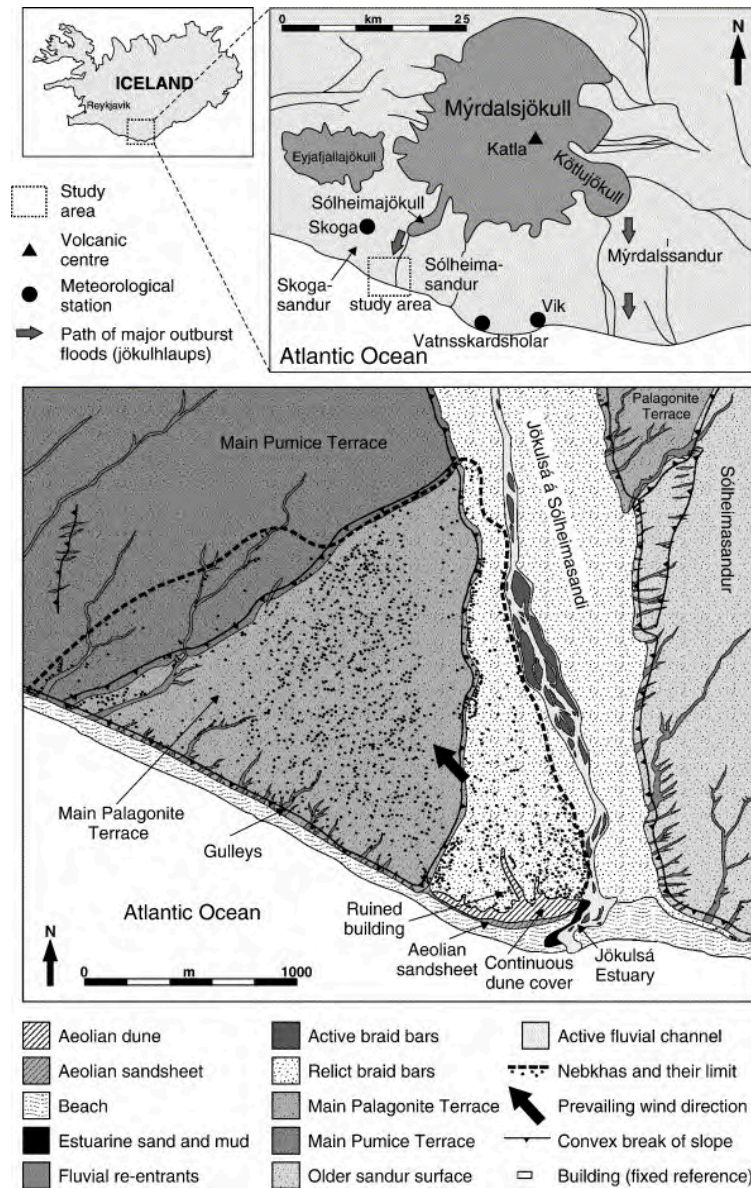 ICELAND
Reykjavik
Study
area
Volcanic
centre
Meteorological
station
Path of major outburst
floods (jökulhlaups)
0 km 25
N
Mýrdalsjökull
Katla
Eyjafjallajökull
Kötlujökull
Sólheimajökull
Skoga
Mýrdalssandur
Skoga-
sandur
Sólheima-
sandur
study area
Vik
Vatnsskardsholar
Atlantic Ocean
Palagonite
Terrace
Main Pumice Terrace
Jökulsá á Sólheimasandi
Sólheimasandur
Main Palagonite
Terrace
Gulleys
Atlantic Ocean
Ruined
building
Aeolian
sandsheet
Continuous
dune cover
Jökulsá
Estuary
N
0 m 1000
Aeolian dune
Aeolian sandsheet
Beach
Estuarine sand and mud
Fluvial re-entrants
Active braid bars
Relict braid bars
Main Palagonite Terrace
Main Pumice Terrace
Older sandur surface
Active fluvial channel
Nebkhas and their limit
Prevailing wind direction
Convex break of slope
Building (fixed reference)